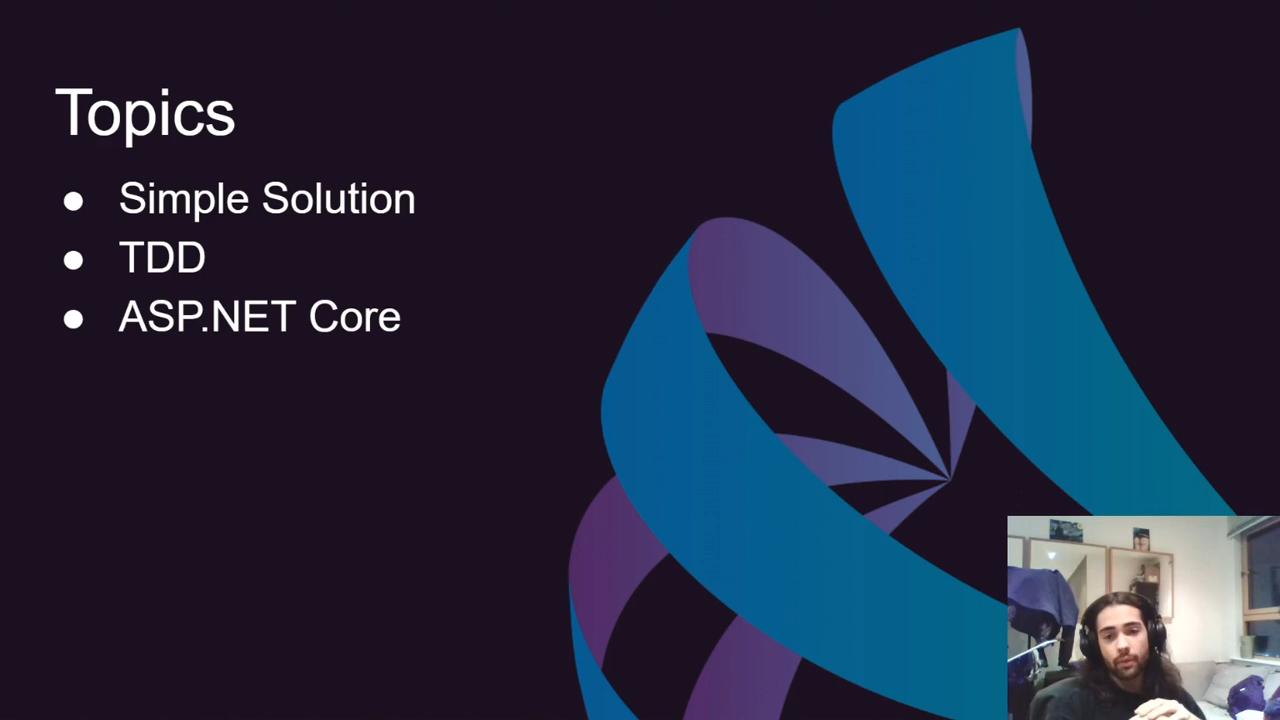 Topics
● Simple Solution
● TDD
● ASP.NET Core